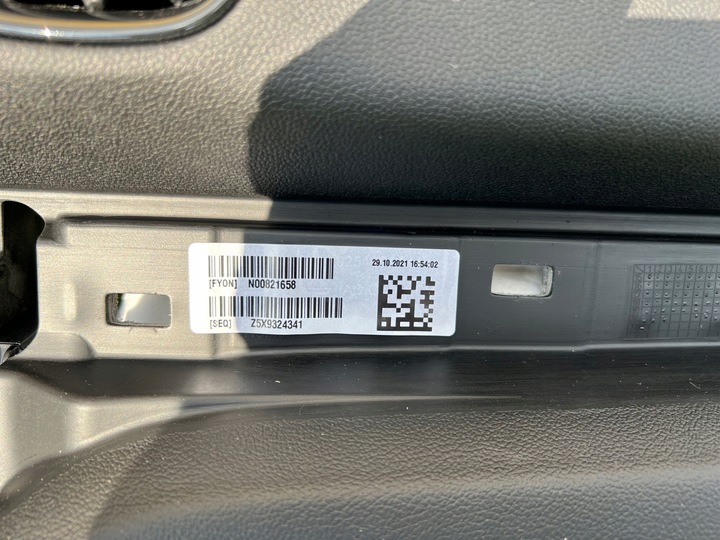 29.10.2021 16:54:02
[FYON] N00821658
[SEQ] Z5X9324341